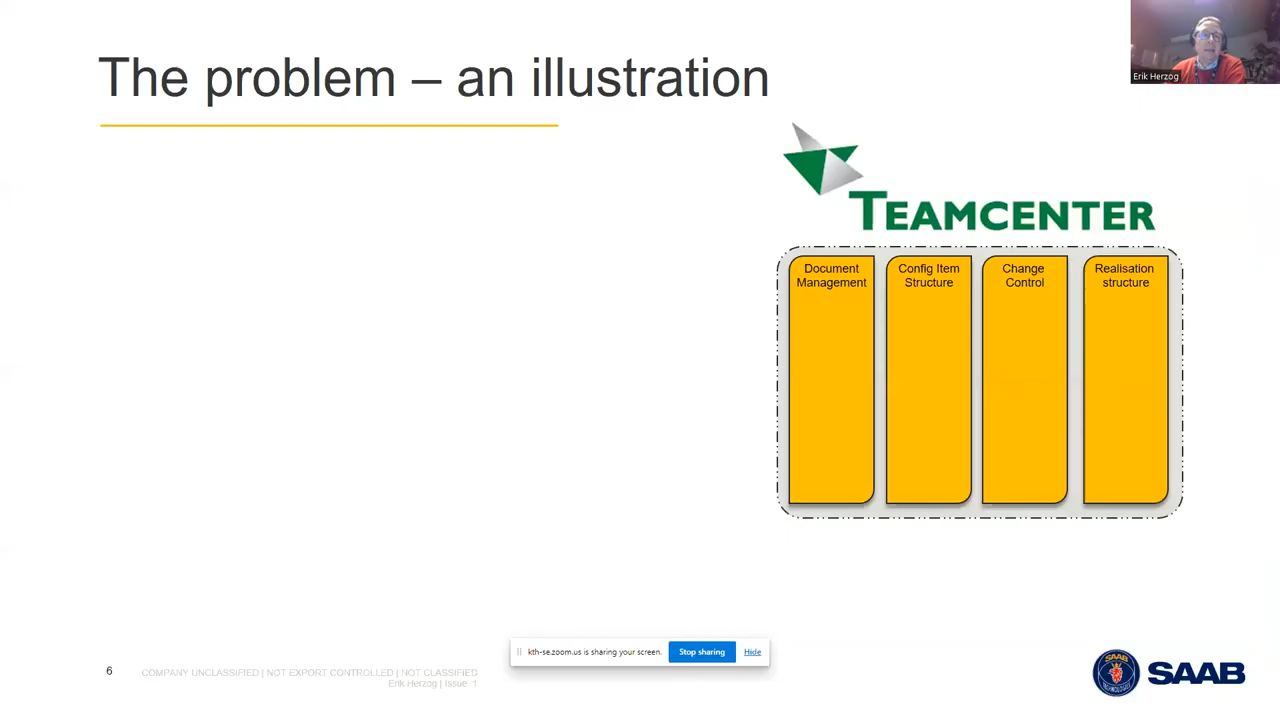 The problem – an illustration
Erik Herzog
TEAMCENTER
Document
Management
Config Item
Structure
Change
Control
Realisation
structure
kth-se.zoom.us is sharing your screen.
Stop sharing
Hide
6
COMPANY UNCLASSIFIED | NOT EXPORT CONTROLLED | NOT CLASSIFIED
Erik Herzog | Issue 1
SAAB
TECHNOLOGIES
SAAB